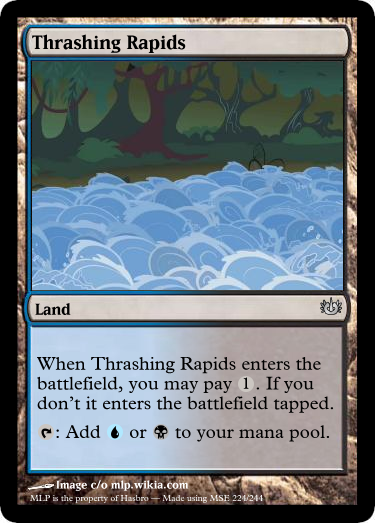 Thrashing Rapids
Land
When Thrashing Rapids enters the
battlefield, you may pay 1. If you
don't it enters the battlefield tapped.
: Add or to your mana pool.
Image c/o mlp.wikia.com
MLP is the property of Hasbro — Made using MSE 224/244